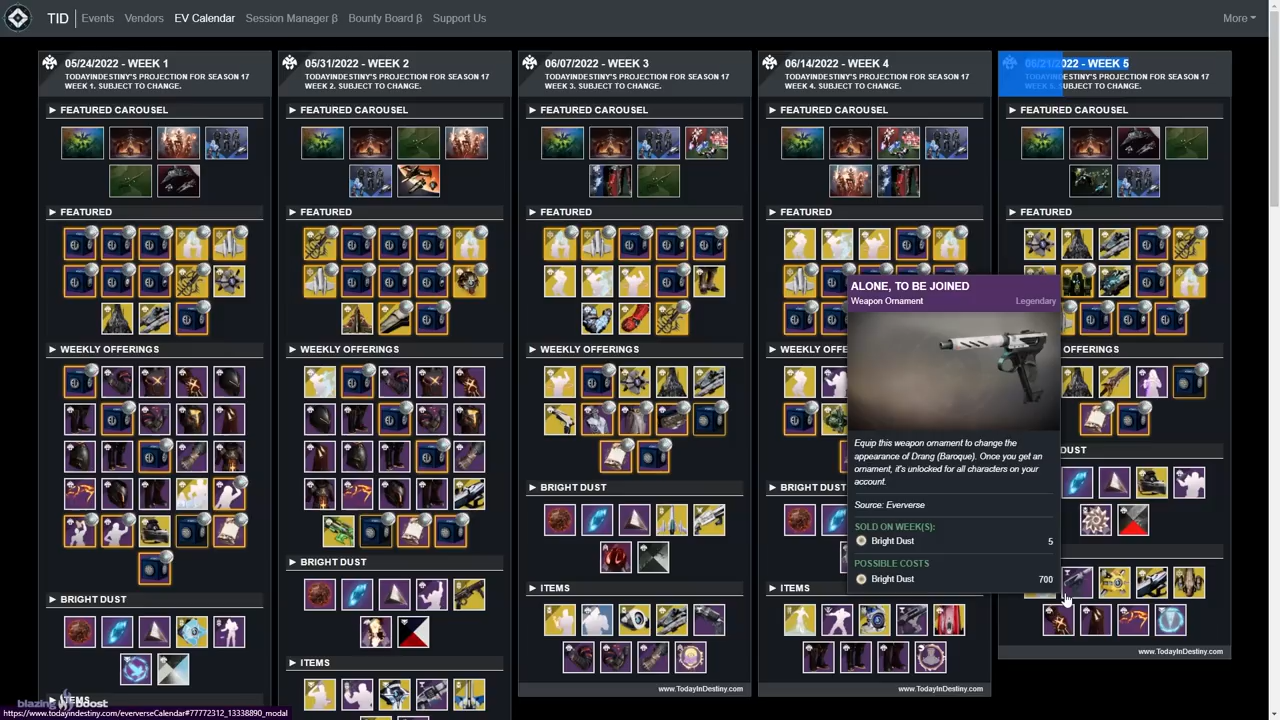 TID Events Vendors EV Calendar Session Manager β Bounty Board β Support Us More
05/24/2022 - WEEK 1
TODAYINDESTINY'S PROJECTION FOR SEASON 17
WEEK 1. SUBJECT TO CHANGE.
FEATURED CAROUSEL
FEATURED
WEEKLY OFFERINGS
BRIGHT DUST
05/31/2022 - WEEK 2
TODAYINDESTINY'S PROJECTION FOR SEASON 17
WEEK 2. SUBJECT TO CHANGE.
FEATURED CAROUSEL
FEATURED
WEEKLY OFFERINGS
BRIGHT DUST
ITEMS
06/07/2022 - WEEK 3
TODAYINDESTINY'S PROJECTION FOR SEASON 17
WEEK 3. SUBJECT TO CHANGE.
FEATURED CAROUSEL
FEATURED
WEEKLY OFFERINGS
BRIGHT DUST
ITEMS
www.TodayInDestiny.com
06/14/2022 - WEEK 4
TODAYINDESTINY'S PROJECTION FOR SEASON 17
WEEK 4. SUBJECT TO CHANGE.
FEATURED CAROUSEL
FEATURED
WEEKLY OFFE
BRIGHT DUS
ITEMS
www.TodayInDestiny.com
06/21/2022 - WEEK 5
TODAYINDESTINY'S PROJECTION FOR SEASON 17
WEEK 5. SUBJECT TO CHANGE.
FEATURED CAROUSEL
FEATURED
OFFERINGS
DUST
www.TodayInDestiny.com
ALONE, TO BE JOINED
Weapon Ornament Legendary
Equip this weapon ornament to change the
appearance of Drang (Baroque). Once you get an
ornament, it's unlocked for all characters on your
account.
Source: Eververse
SOLD ON WEEK(S):
Bright Dust 5
POSSIBLE COSTS
Bright Dust 700
blazing boost
https://www.todayindestiny.com/eververseCalendar#77772312_13338890_modal